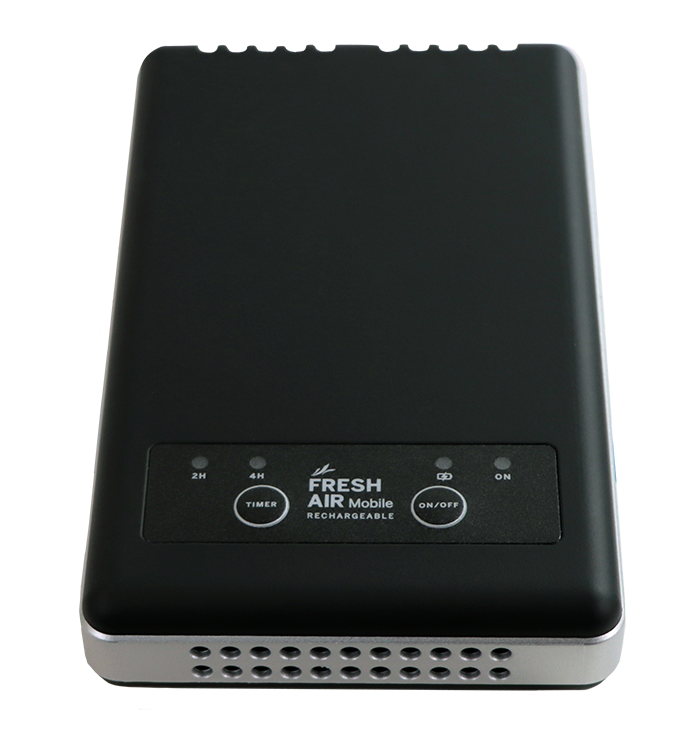 2H
4H
ON
TIMER
FRESH
AIR Mobile
RECHARGEABLE
ON/OFF